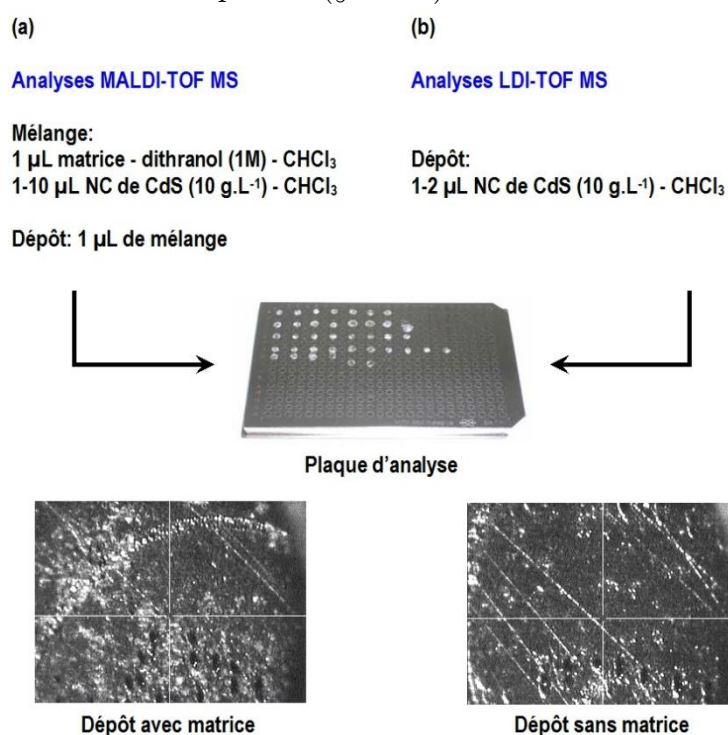 (a)
(b)
Analyses MALDI-TOF MS
Analyses LDI-TOF MS
Mélange:
1 µL matrice - dithranol (1M) - CHCl₃
1-10 µL NC de CdS (10 g.L⁻¹) - CHCl₃
Dépôt:
1-2 µL NC de CdS (10 g.L⁻¹) - CHCl₃
Dépôt: 1 µL de mélange
Plaque d'analyse
Dépôt avec matrice
Dépôt sans matrice